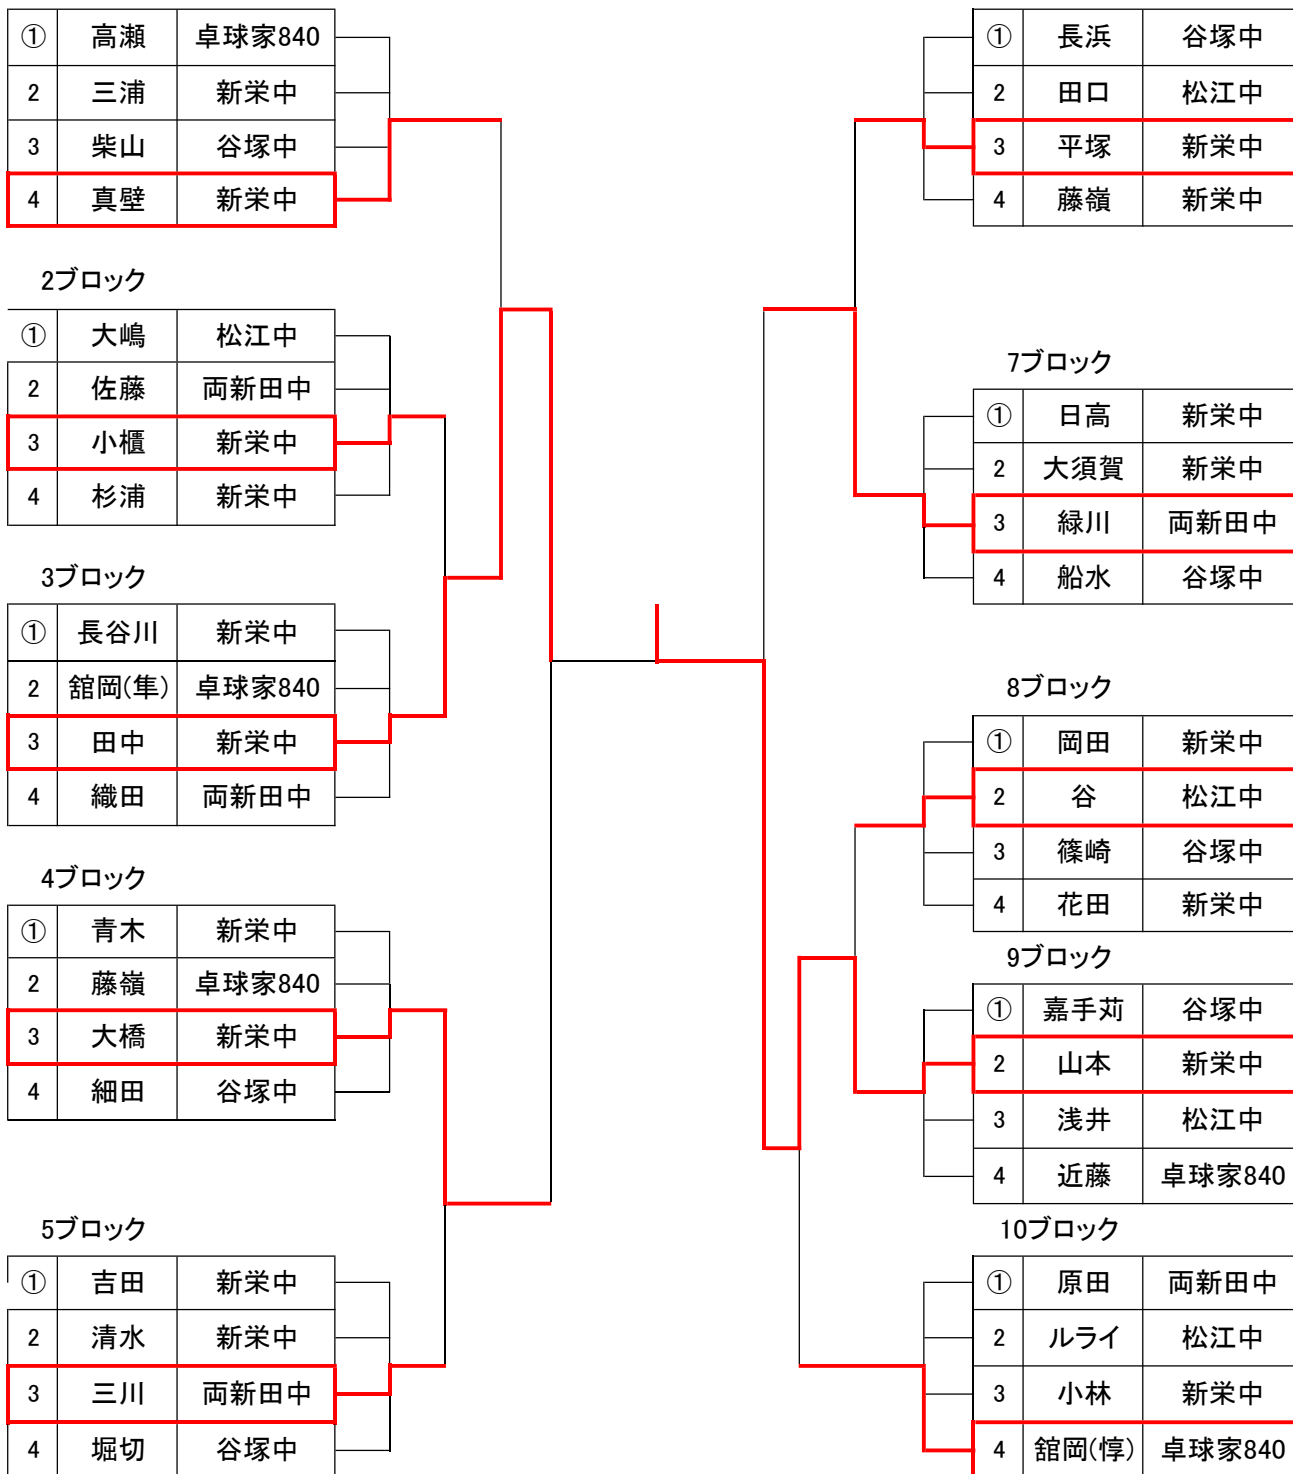 ① 高瀬 卓球家840
2 三浦 新栄中
3 柴山 谷塚中
4 真壁 新栄中
2ブロック
① 大嶋 松江中
2 佐藤 両新田中
3 小櫃 新栄中
4 杉浦 新栄中
3ブロック
① 長谷川 新栄中
2 舘岡(隼) 卓球家840
3 田中 新栄中
4 織田 両新田中
4ブロック
① 青木 新栄中
2 藤嶺 卓球家840
3 大橋 新栄中
4 細田 谷塚中
5ブロック
① 吉田 新栄中
2 清水 新栄中
3 三川 両新田中
4 堀切 谷塚中
① 長浜 谷塚中
2 田口 松江中
3 平塚 新栄中
4 藤嶺 新栄中
7ブロック
① 日高 新栄中
2 大須賀 新栄中
3 緑川 両新田中
4 船水 谷塚中
8ブロック
① 岡田 新栄中
2 谷 松江中
3 篠崎 谷塚中
4 花田 新栄中
9ブロック
① 嘉手苅 谷塚中
2 山本 新栄中
3 浅井 松江中
4 近藤 卓球家840
10ブロック
① 原田 両新田中
2 ルライ 松江中
3 小林 新栄中
4 舘岡(惇) 卓球家840